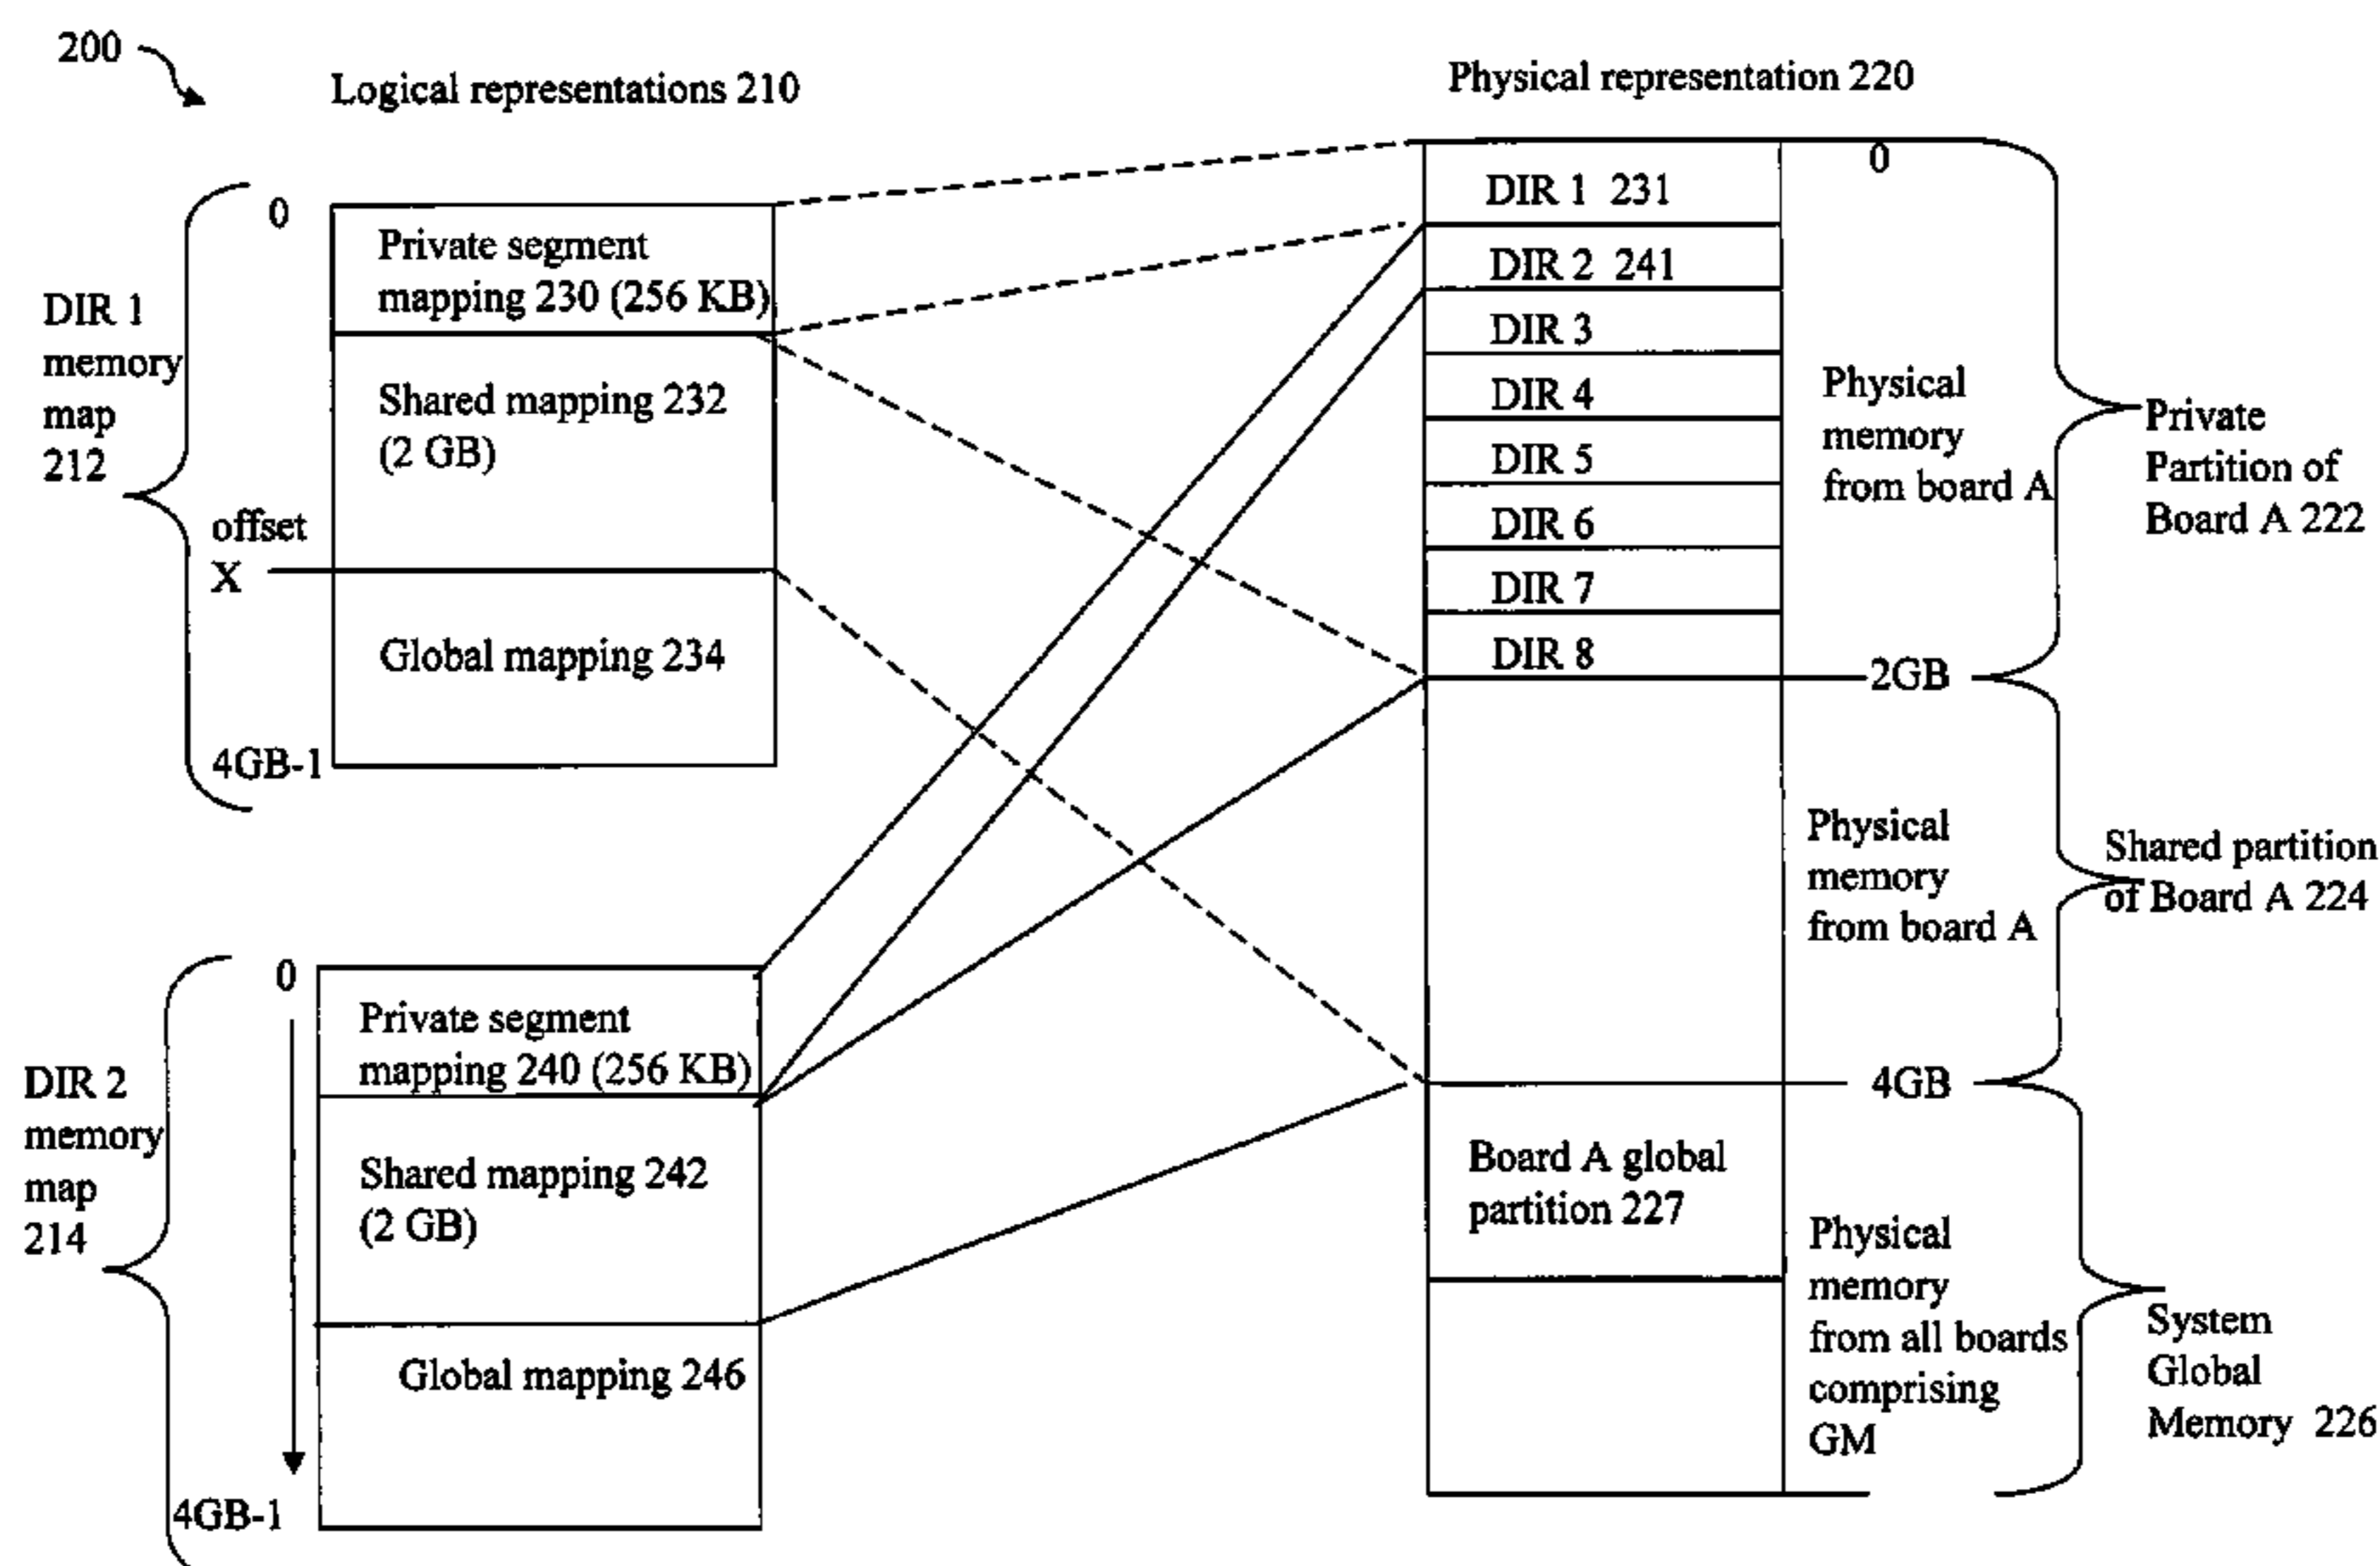 200
Logical representations 210
Physical representation 220
DIR 1
memory
map
212
0
Private segment
mapping 230 (256 KB)
Shared mapping 232
(2 GB)
offset
X
Global mapping 234
4GB-1
DIR 2
memory
map
214
0
Private segment
mapping 240 (256 KB)
Shared mapping 242
(2 GB)
Global mapping 246
4GB-1
DIR 1 231
DIR 2 241
DIR 3
DIR 4
DIR 5
DIR 6
DIR 7
DIR 8
Board A global
partition 227
0
Physical
memory
from board A
2GB
Physical
memory
from board A
4GB
Physical
memory
from all boards
comprising
GM
Private
Partition of
Board A 222
Shared partition
of Board A 224
System
Global
Memory 226